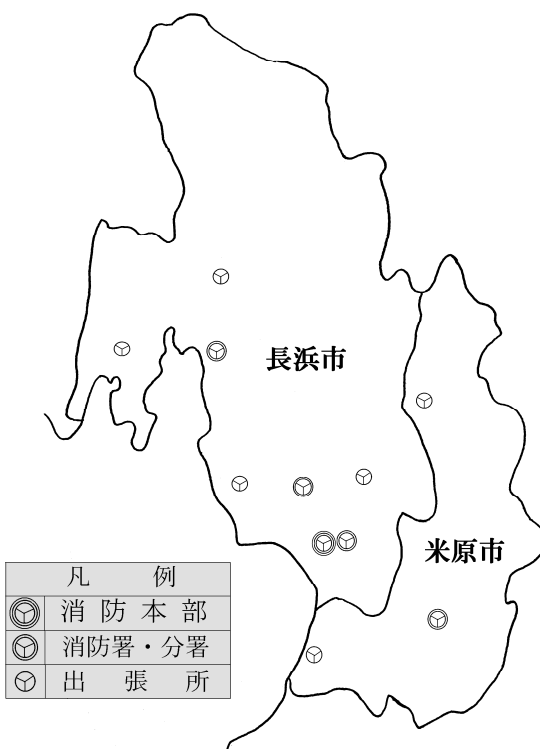 長浜市
米原市
凡 例
消防本部
消防署・分署
出張所